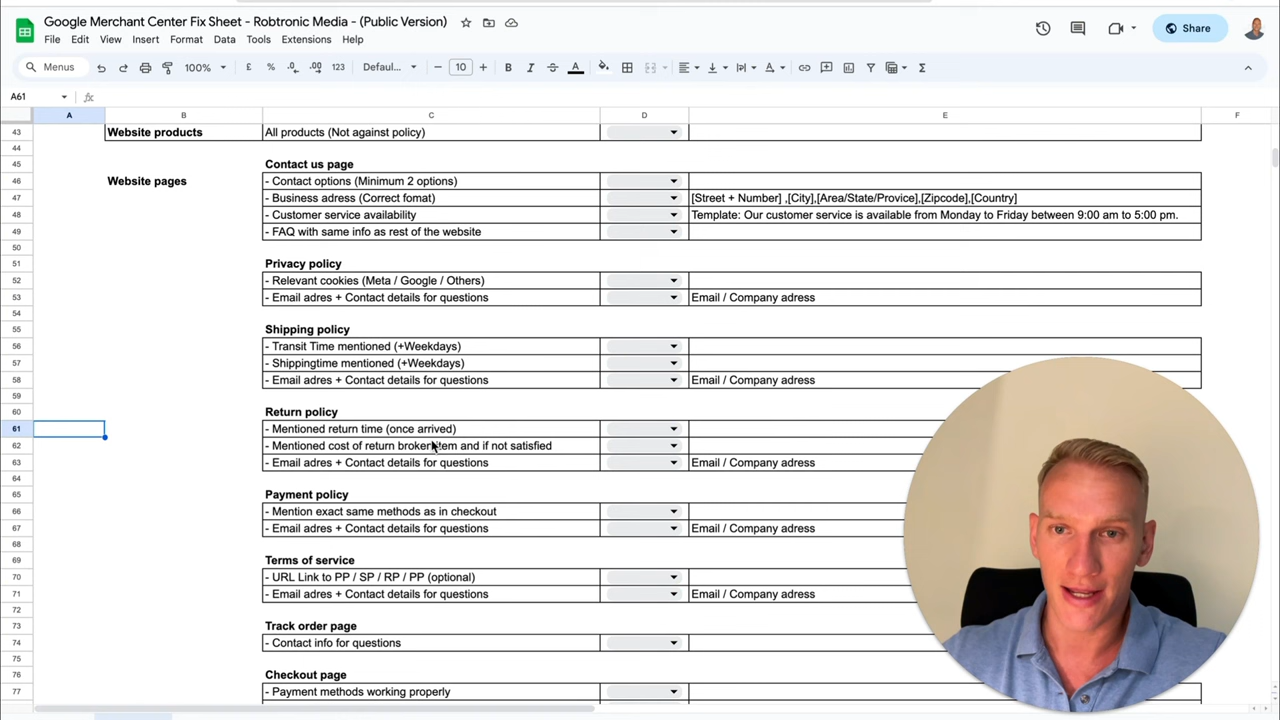 Google Merchant Center Fix Sheet - Robtronic Media - (Public Version)
File Edit View Insert Format Data Tools Extensions Help
Share
Menus 100% £ % .0 .00 123 Defaul... 10 B I A
A61 fx
A B C D E F
43 Website products All products (Not against policy)
44
45 Contact us page
46 Website pages - Contact options (Minimum 2 options)
47 - Business adress (Correct fomat) [Street + Number] ,[City],[Area/State/Provice],[Zipcode],[Country]
48 - Customer service availability Template: Our customer service is available from Monday to Friday between 9:00 am to 5:00 pm.
49 - FAQ with same info as rest of the website
50
51 Privacy policy
52 - Relevant cookies (Meta / Google / Others)
53 - Email adres + Contact details for questions Email / Company adress
54
55 Shipping policy
56 - Transit Time mentioned (+Weekdays)
57 - Shippingtime mentioned (+Weekdays)
58 - Email adres + Contact details for questions Email / Company adress
59
60 Return policy
61 - Mentioned return time (once arrived)
62 - Mentioned cost of return broken item and if not satisfied
63 - Email adres + Contact details for questions Email / Company adress
64
65 Payment policy
66 - Mention exact same methods as in checkout
67 - Email adres + Contact details for questions Email / Company adress
68
69 Terms of service
70 - URL Link to PP / SP / RP / PP (optional)
71 - Email adres + Contact details for questions Email / Company adress
72
73 Track order page
74 - Contact info for questions
75
76 Checkout page
77 - Payment methods working properly